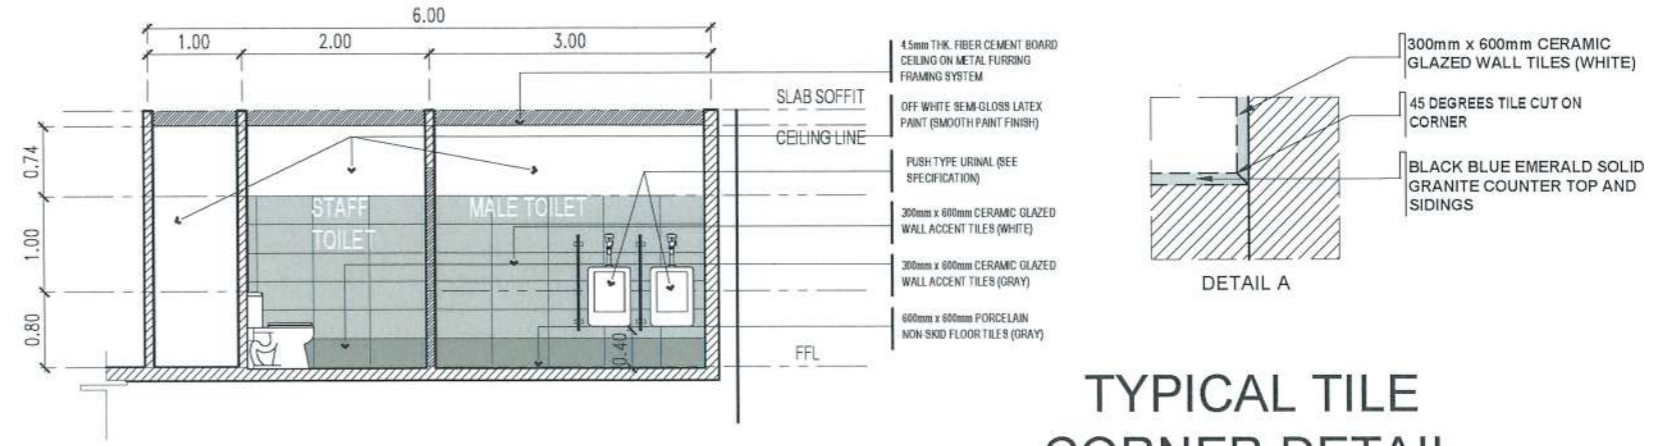 6.00
1.00 2.00 3.00
0.74
1.00
0.80
SLAB SOFFIT
CEILING LINE
FFL
STAFF
TOILET
MALE TOILET
0.40
4.5mm THK. FIBER CEMENT BOARD
CEILING ON METAL FURRING
FRAMING SYSTEM
OFF WHITE SEMI-GLOSS LATEX
PAINT (SMOOTH PAINT FINISH)
PUSH TYPE URINAL (SEE
SPECIFICATION)
300mm x 600mm CERAMIC GLAZED
WALL ACCENT TILES (WHITE)
300mm x 600mm CERAMIC GLAZED
WALL ACCENT TILES (GRAY)
600mm x 600mm PORCELAIN
NON-SKID FLOOR TILES (GRAY)
300mm x 600mm CERAMIC
GLAZED WALL TILES (WHITE)
45 DEGREES TILE CUT ON
CORNER
BLACK BLUE EMERALD SOLID
GRANITE COUNTER TOP AND
SIDINGS
DETAIL A
TYPICAL TILE
CORNER DETAIL